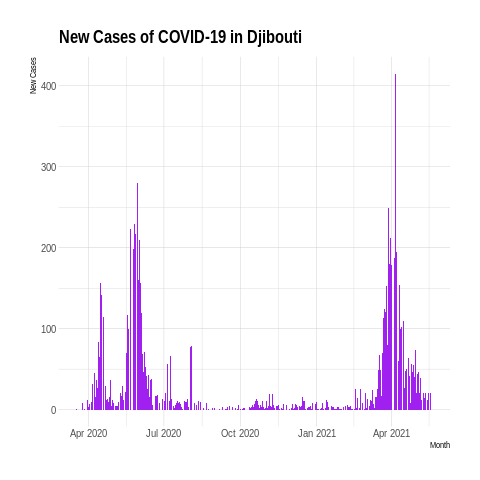 New Cases of COVID-19 in Djibouti
New Cases
400
300
200
100
0
Apr 2020 Jul 2020 Oct 2020 Jan 2021 Apr 2021
Month